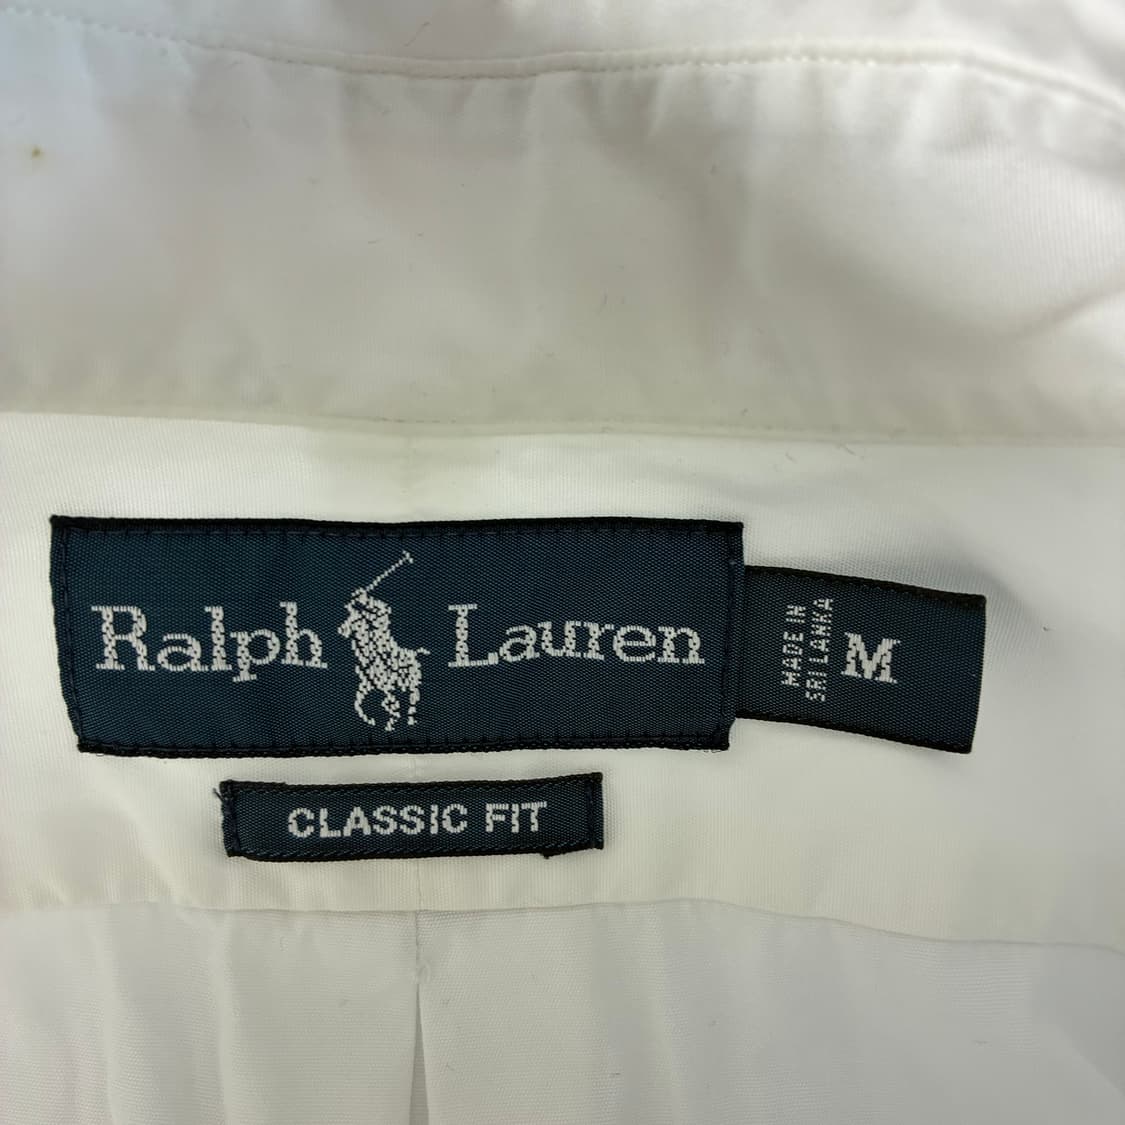 Ralph Lauren
MADE IN
SRI LANKA
M
CLASSIC FIT